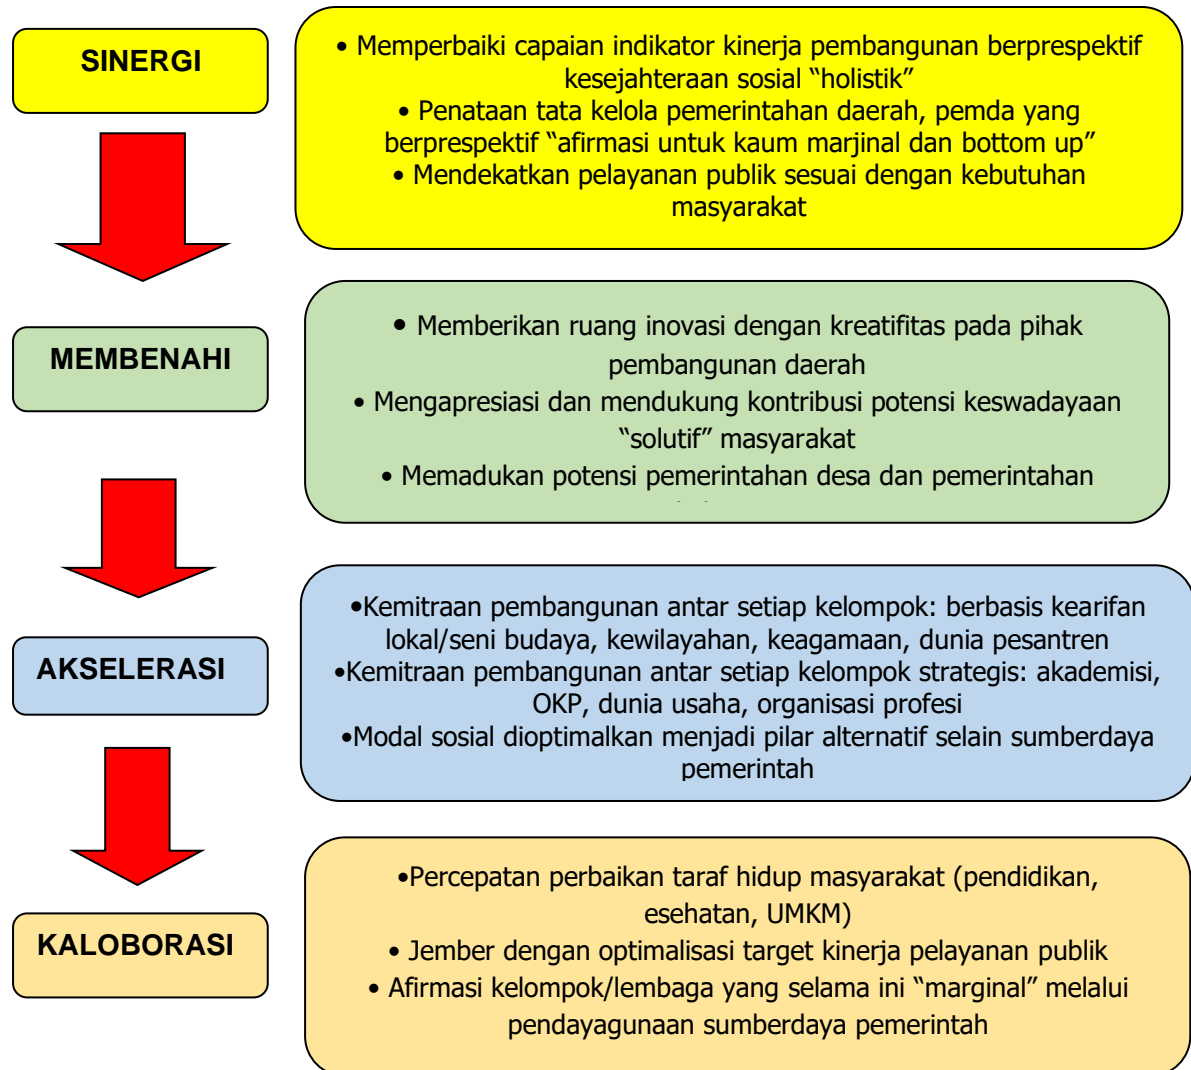 SINERGI
• Memperbaiki capaian indikator kinerja pembangunan berprespektif
kesejahteraan sosial “holistik”
• Penataan tata kelola pemerintahan daerah, pemda yang
berprespektif “afirmasi untuk kaum marjinal dan bottom up”
• Mendekatkan pelayanan publik sesuai dengan kebutuhan
masyarakat
MEMBENAHI
• Memberikan ruang inovasi dengan kreatifitas pada pihak
pembangunan daerah
• Mengapresiasi dan mendukung kontribusi potensi keswadayaan
“solutif” masyarakat
• Memadukan potensi pemerintahan desa dan pemerintahan
AKSELERASI
•Kemitraan pembangunan antar setiap kelompok: berbasis kearifan
lokal/seni budaya, kewilayahan, keagamaan, dunia pesantren
•Kemitraan pembangunan antar setiap kelompok strategis: akademisi,
OKP, dunia usaha, organisasi profesi
•Modal sosial dioptimalkan menjadi pilar alternatif selain sumberdaya
pemerintah
KALOBORASI
•Percepatan perbaikan taraf hidup masyarakat (pendidikan,
esehatan, UMKM)
• Jember dengan optimalisasi target kinerja pelayanan publik
• Afirmasi kelompok/lembaga yang selama ini “marginal” melalui
pendayagunaan sumberdaya pemerintah